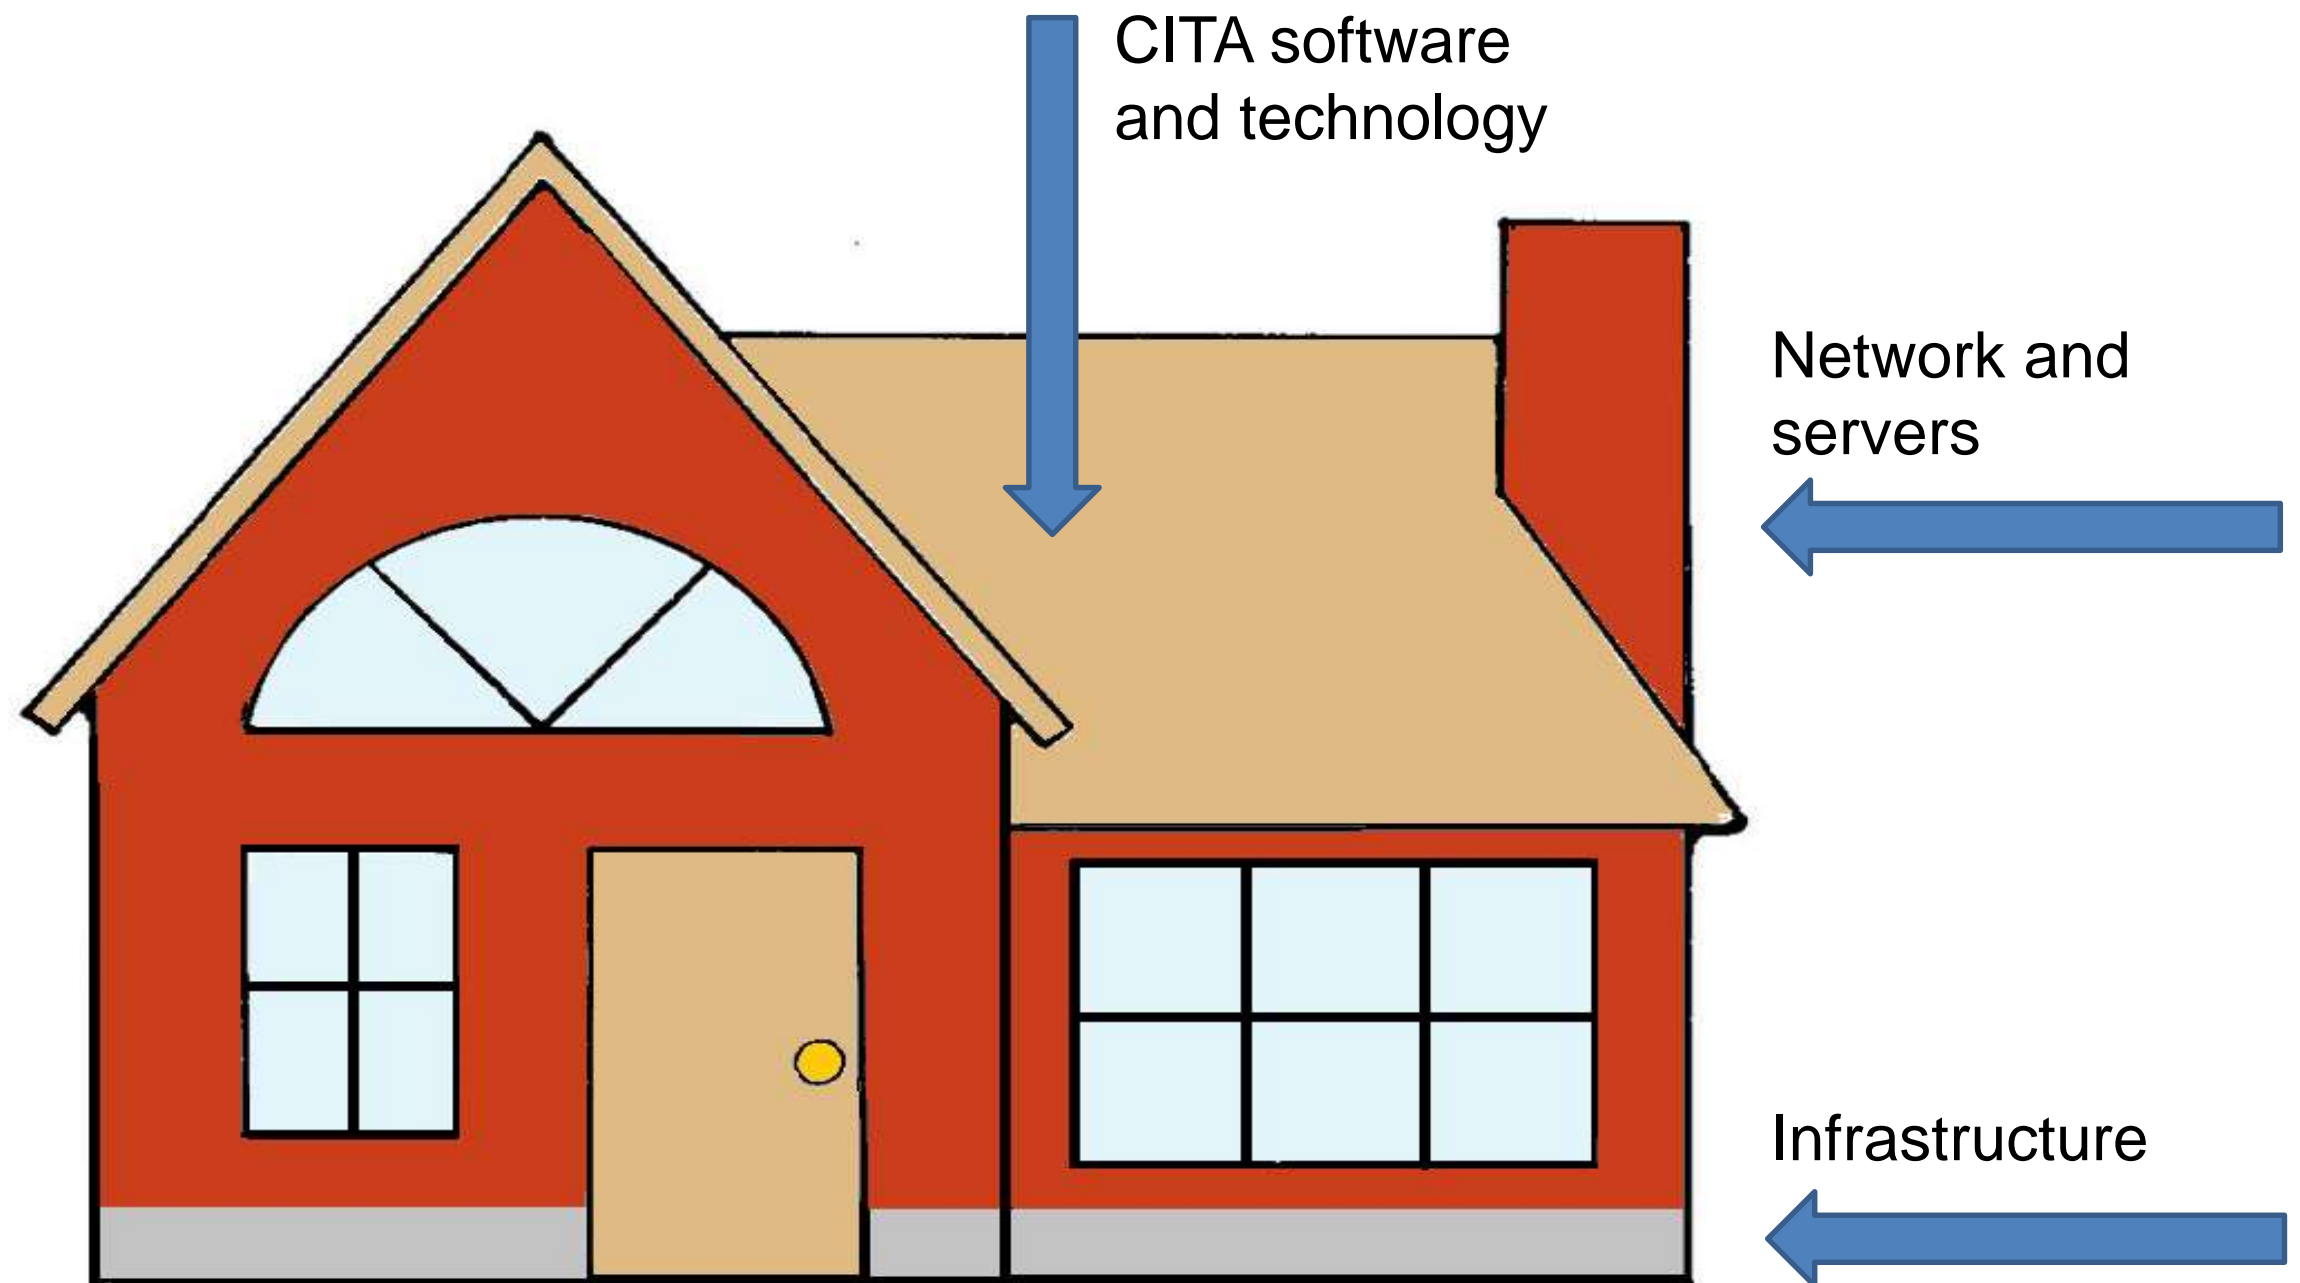 CITA software
and technology
Network and
servers
Infrastructure